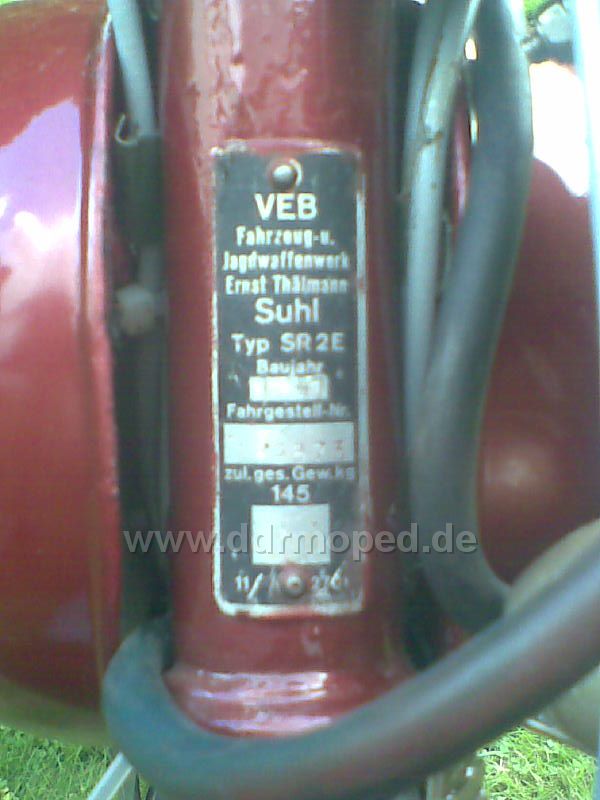 VEB
Fahrzeug-u.
Jagdwaffenwerk
Ernst Thälmann
Suhl
Typ SR2E
Baujahr
Fahrgestell-Nr.
zul.ges.Gew.kg
145
www.ddrmoped.de
11/